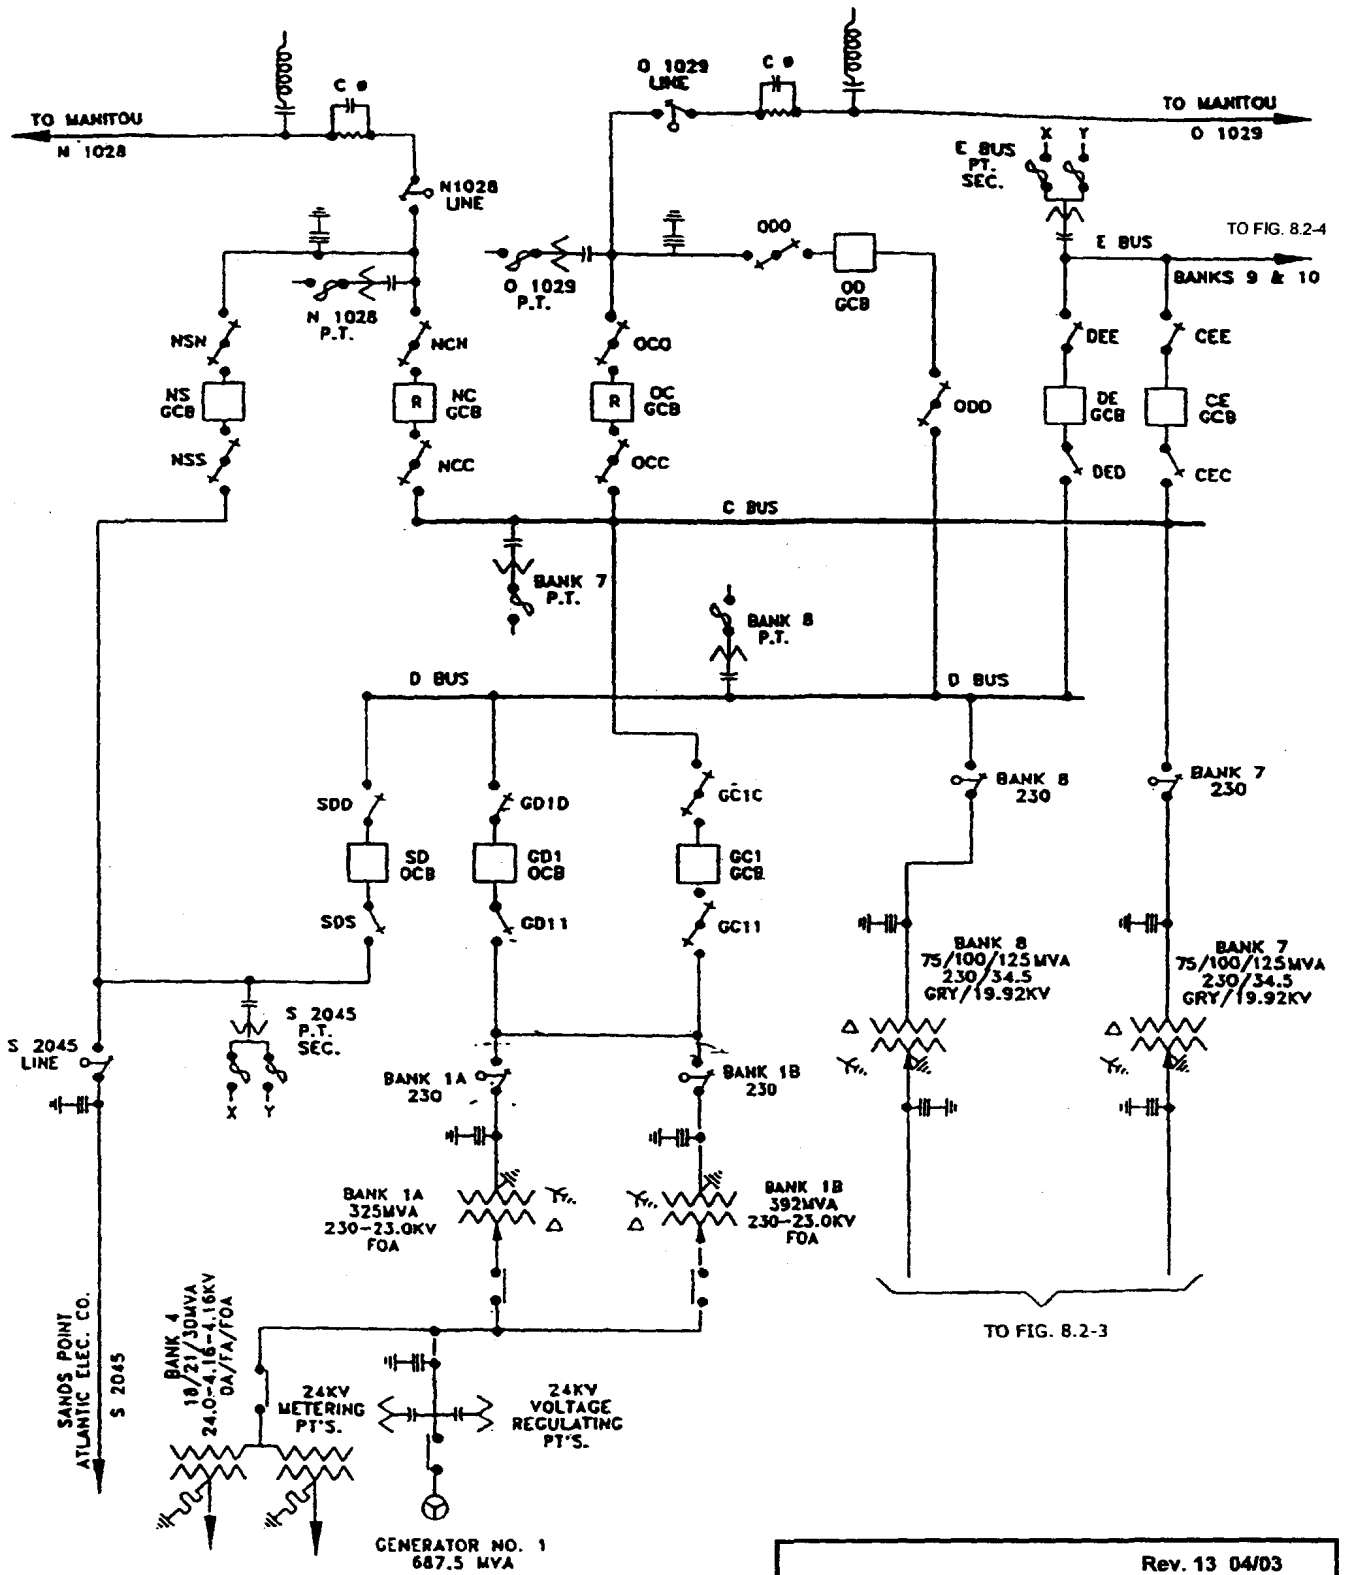 C ø
O 1029
LINE
C ø
TO MANITOU
N 1028
TO MANITOU
O 1029
X Y
E BUS
PT.
SEC.
N1028
LINE
ODO
TO FIG. 8.2-4
E BUS
BANKS 9 & 10
OD
GCB
O 1029
P.T.
N 1028
P.T.
NSN
NCN
OCO
DEE
CEE
NS
GCB
R
NC
GCB
R
OC
GCB
ODD
DE
GCB
CE
GCB
NSS
NCC
OCC
DED
CEC
C BUS
BANK 7
P.T.
BANK 8
P.T.
D BUS
D BUS
SDD
GD1D
GC1C
BANK 8
230
BANK 7
230
SD
OCB
GD1
OCB
GC1
GCB
SDS
GD11
GC11
BANK 8
75/100/125MVA
230/34.5
GRY/19.92KV
BANK 7
75/100/125MVA
230/34.5
GRY/19.92KV
S 2045
P.T.
SEC.
S 2045
LINE
X Y
BANK 1A
230
BANK 1B
230
BANK 1A
325MVA
230-23.0KV
FOA
BANK 1B
392MVA
230-23.0KV
FOA
TO FIG. 8.2-3
SANDS POINT
ATLANTIC ELEC. CO.
S 2045
BANK 4
18/21/30MVA
24.0-4.16-4.16KV
OA/FA/FOA
24KV
METERING
PT'S.
24KV
VOLTAGE
REGULATING
PT'S.
GENERATOR NO. 1
687.5 MVA
Rev. 13 04/03